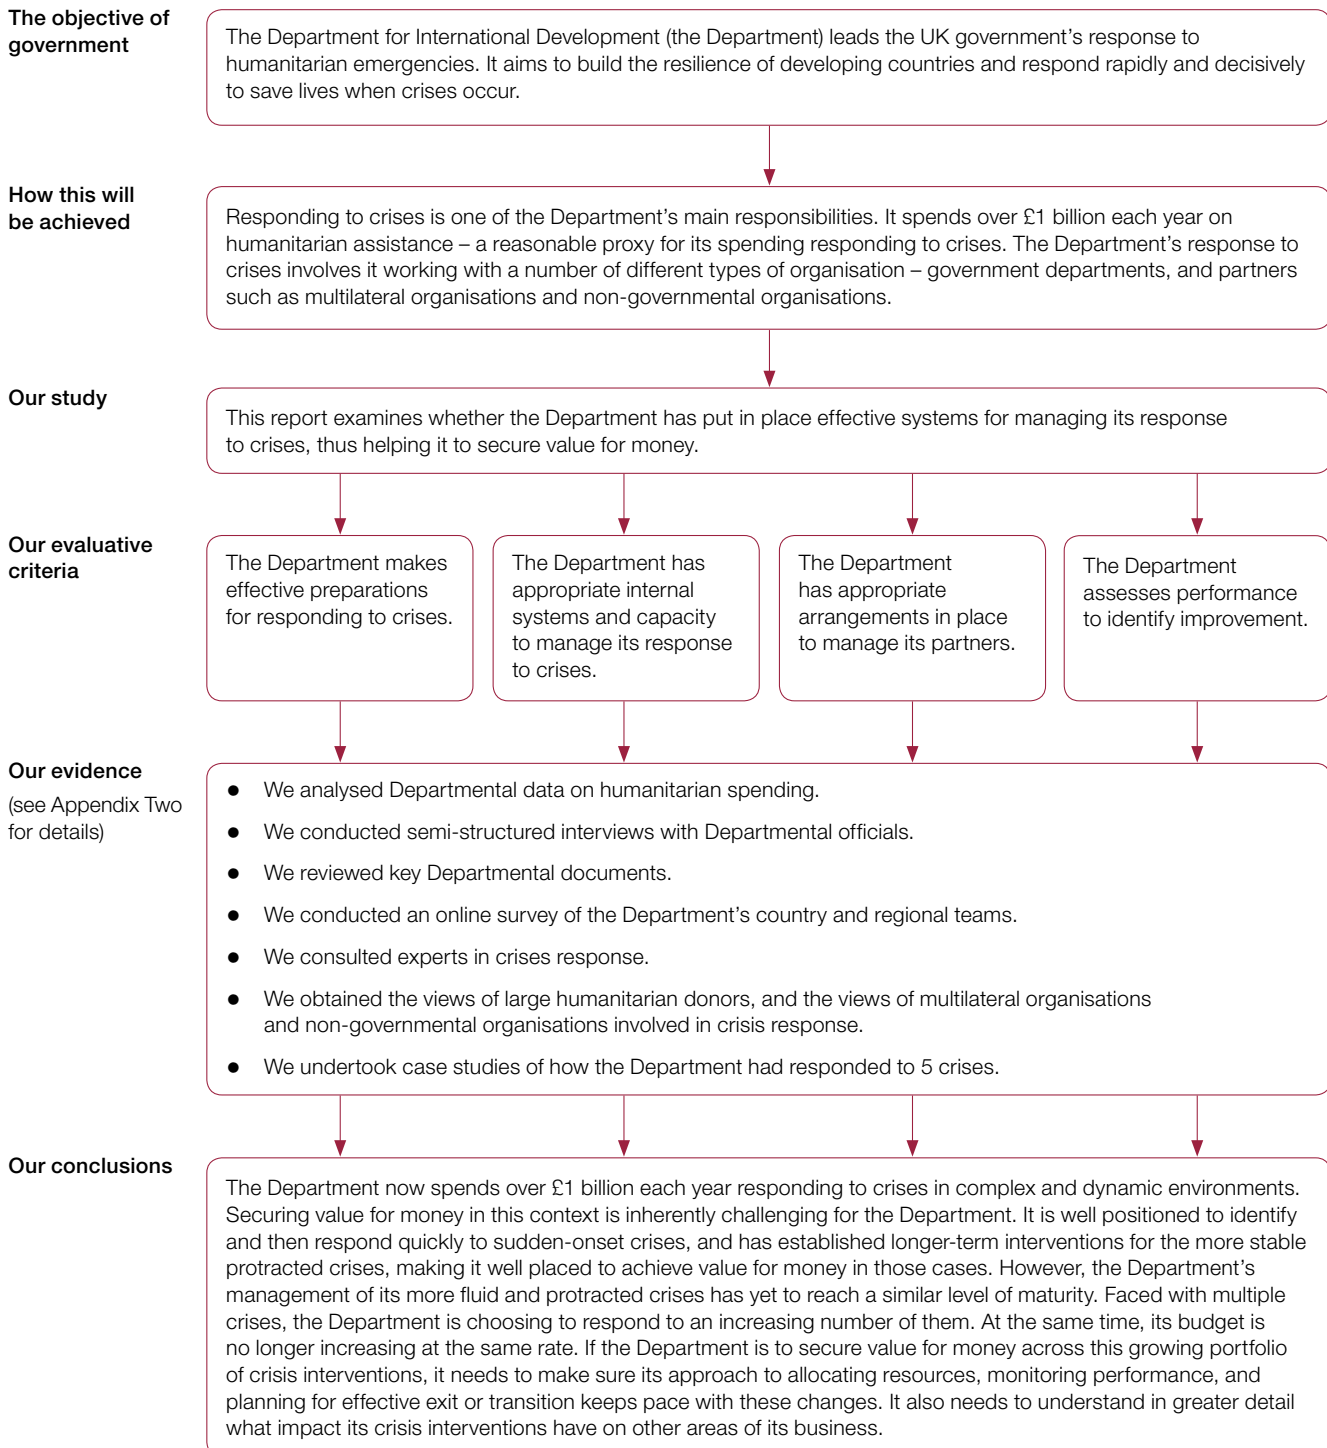 The objective of
government
The Department for International Development (the Department) leads the UK government’s response to
humanitarian emergencies. It aims to build the resilience of developing countries and respond rapidly and decisively
to save lives when crises occur.
How this will
be achieved
Responding to crises is one of the Department’s main responsibilities. It spends over £1 billion each year on
humanitarian assistance – a reasonable proxy for its spending responding to crises. The Department’s response to
crises involves it working with a number of different types of organisation – government departments, and partners
such as multilateral organisations and non-governmental organisations.
Our study
This report examines whether the Department has put in place effective systems for managing its response
to crises, thus helping it to secure value for money.
Our evaluative
criteria
The Department makes
effective preparations
for responding to crises.
The Department has
appropriate internal
systems and capacity
to manage its response
to crises.
The Department
has appropriate
arrangements in place
to manage its partners.
The Department
assesses performance
to identify improvement.
Our evidence
(see Appendix Two
for details)
● We analysed Departmental data on humanitarian spending.
● We conducted semi-structured interviews with Departmental officials.
● We reviewed key Departmental documents.
● We conducted an online survey of the Department’s country and regional teams.
● We consulted experts in crises response.
● We obtained the views of large humanitarian donors, and the views of multilateral organisations
and non-governmental organisations involved in crisis response.
● We undertook case studies of how the Department had responded to 5 crises.
Our conclusions
The Department now spends over £1 billion each year responding to crises in complex and dynamic environments.
Securing value for money in this context is inherently challenging for the Department. It is well positioned to identify
and then respond quickly to sudden-onset crises, and has established longer-term interventions for the more stable
protracted crises, making it well placed to achieve value for money in those cases. However, the Department’s
management of its more fluid and protracted crises has yet to reach a similar level of maturity. Faced with multiple
crises, the Department is choosing to respond to an increasing number of them. At the same time, its budget is
no longer increasing at the same rate. If the Department is to secure value for money across this growing portfolio
of crisis interventions, it needs to make sure its approach to allocating resources, monitoring performance, and
planning for effective exit or transition keeps pace with these changes. It also needs to understand in greater detail
what impact its crisis interventions have on other areas of its business.